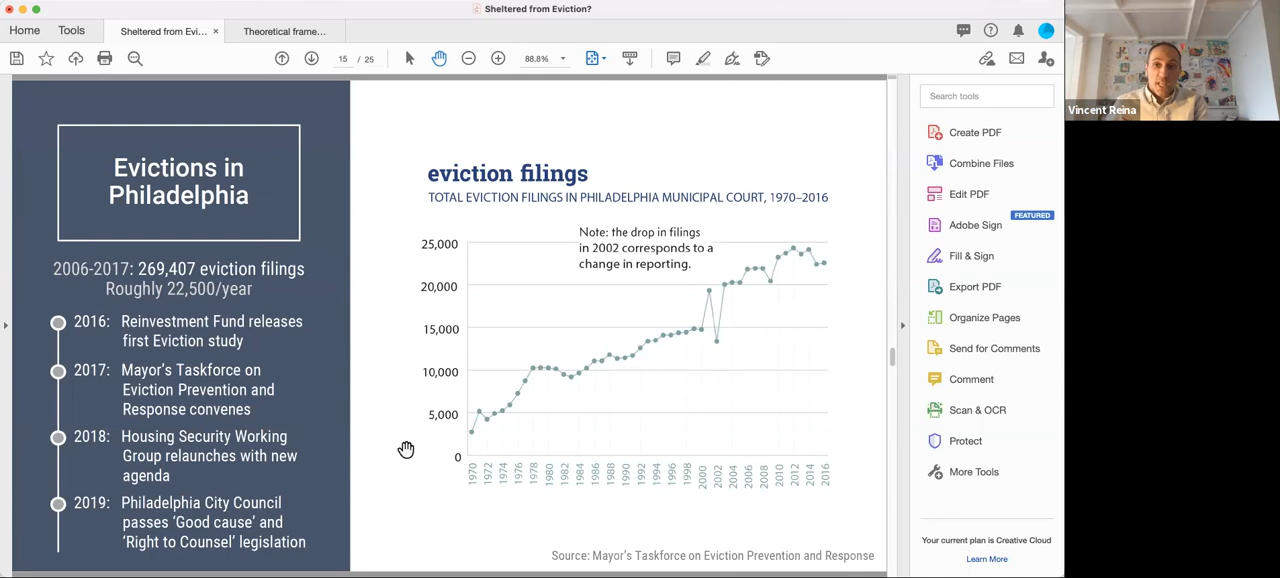 Sheltered from Eviction?
Home
Tools
Sheltered from Evi... ×
Theoretical frame...
15 / 25
88.8%
Vincent Reina
Evictions in
Philadelphia
2006-2017: 269,407 eviction filings
Roughly 22,500/year
2016: Reinvestment Fund releases
first Eviction study
2017: Mayor's Taskforce on
Eviction Prevention and
Response convenes
2018: Housing Security Working
Group relaunches with new
agenda
2019: Philadelphia City Council
passes 'Good cause' and
'Right to Counsel' legislation
eviction filings
TOTAL EVICTION FILINGS IN PHILADELPHIA MUNICIPAL COURT, 1970–2016
Note: the drop in filings
in 2002 corresponds to a
change in reporting.
25,000
20,000
15,000
10,000
5,000
0
1970
1972
1974
1976
1978
1980
1982
1984
1986
1988
1990
1992
1994
1996
1998
2000
2002
2004
2006
2008
2010
2012
2014
2016
Source: Mayor's Taskforce on Eviction Prevention and Response
Search tools
Create PDF
Combine Files
Edit PDF
FEATURED
Adobe Sign
Fill & Sign
Export PDF
Organize Pages
Send for Comments
Comment
Scan & OCR
Protect
More Tools
Your current plan is Creative Cloud
Learn More